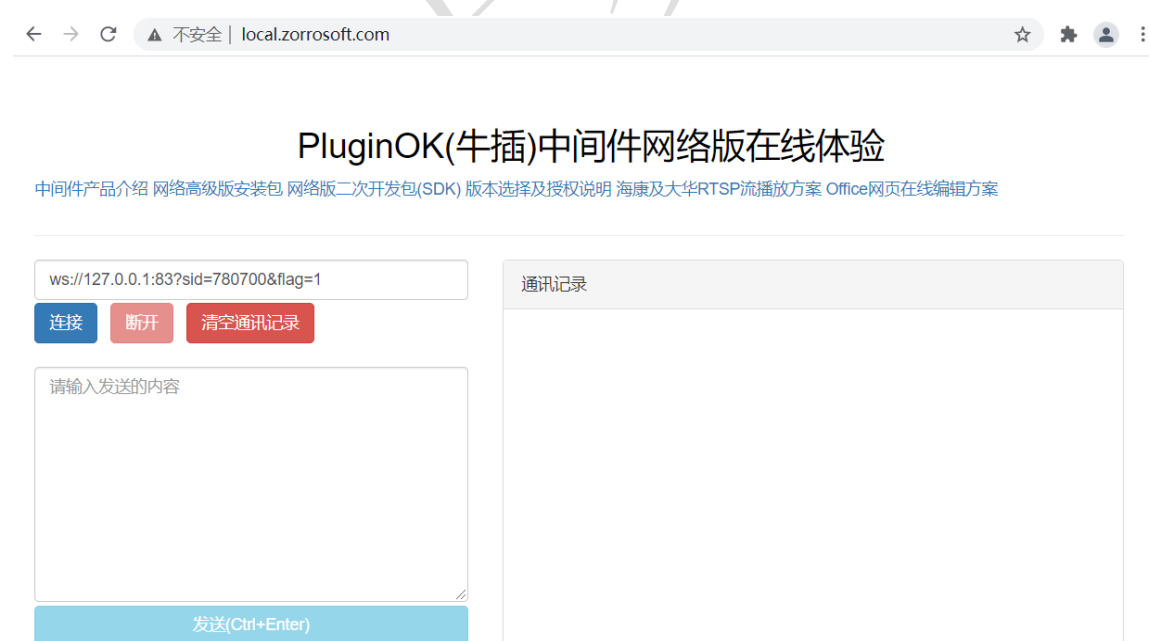 不安全 | local.zorrosoft.com
PluginOK(牛插)中间件网络版在线体验
中间件产品介绍 网络高级版安装包 网络版二次开发包(SDK) 版本选择及授权说明 海康及大华RTSP流播放方案 Office网页在线编辑方案
ws://127.0.0.1:83?sid=780700&flag=1
连接 断开 清空通讯记录
请输入发送的内容
发送(Ctrl+Enter)
通讯记录